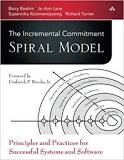 Barry Boehm Jo Ann Lane
Supannika Koolmanojwong Richard Turner
The Incremental Commitment
SPIRAL MODEL
Foreword by
Frederick P. Brooks, Jr.
Principles and Practices for
Successful Systems and Software